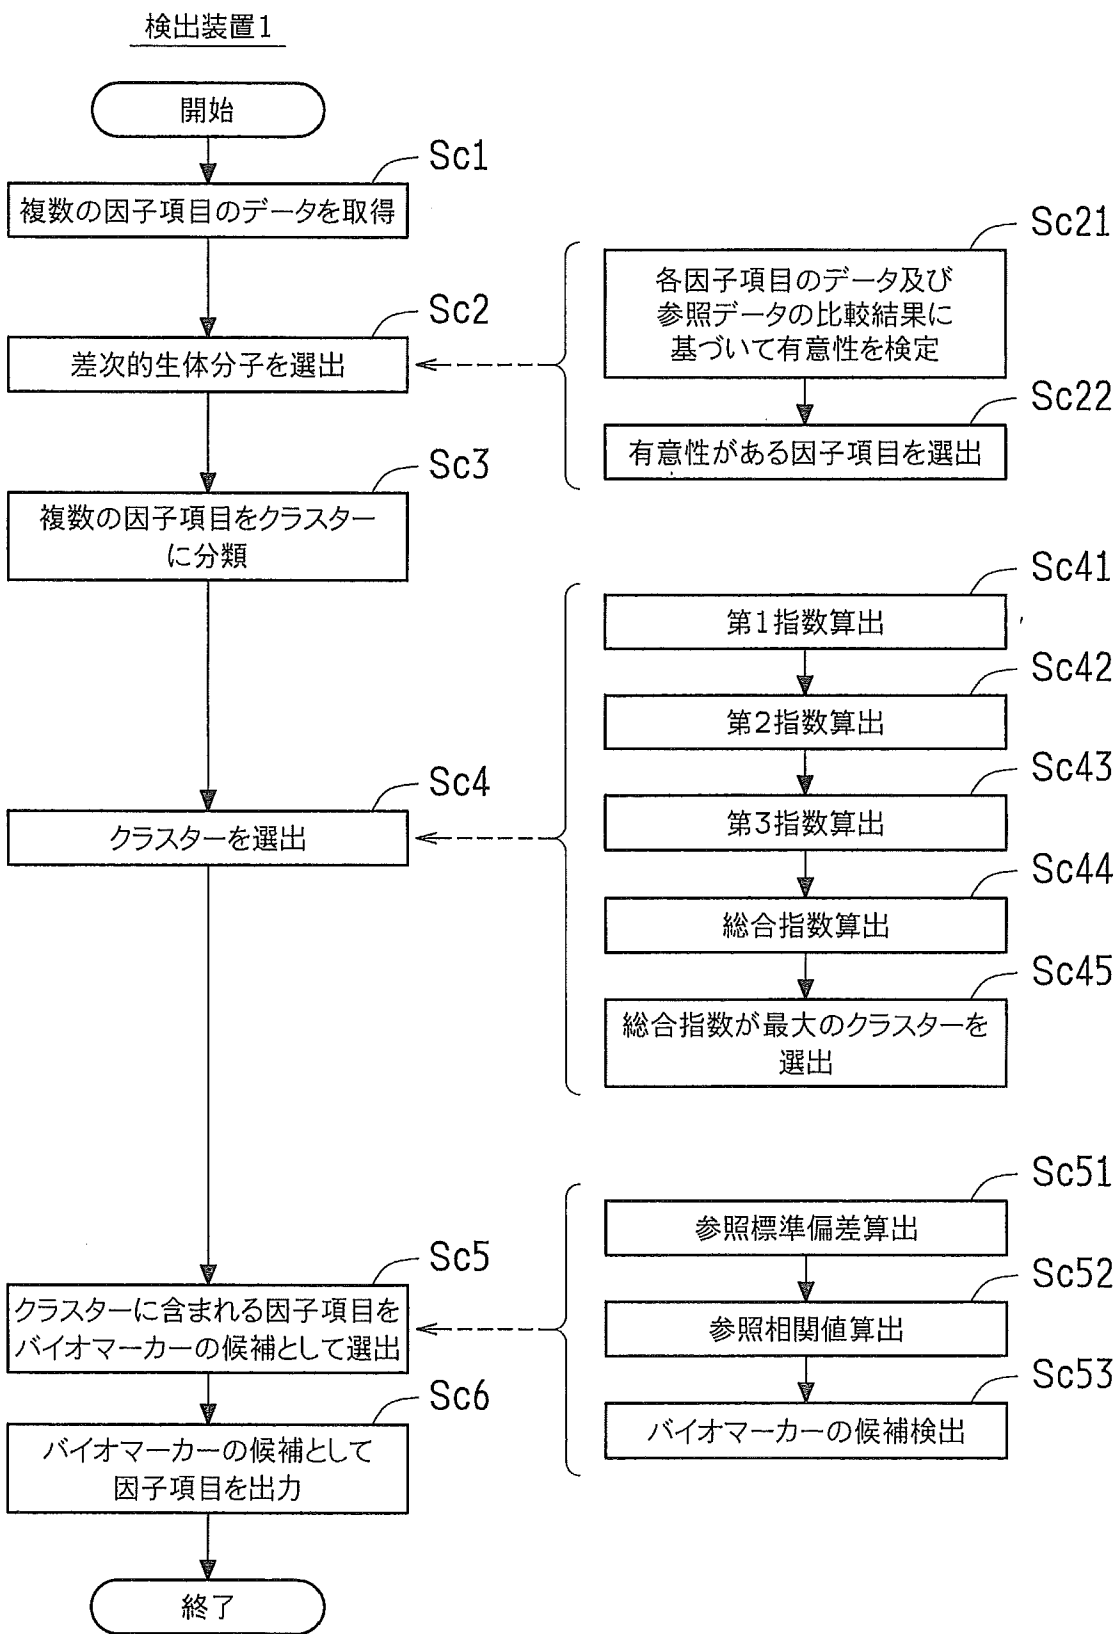 検出装置1
開始
Sc1
複数の因子項目のデータを取得
Sc2
差次的生体分子を選出
Sc21
各因子項目のデータ及び
参照データの比較結果に
基づいて有意性を検定
Sc22
有意性がある因子項目を選出
Sc3
複数の因子項目をクラスター
に分類
Sc4
クラスターを選出
Sc41
第1指数算出
Sc42
第2指数算出
Sc43
第3指数算出
Sc44
総合指数算出
Sc45
総合指数が最大のクラスターを
選出
Sc5
クラスターに含まれる因子項目を
バイオマーカーの候補として選出
Sc51
参照標準偏差算出
Sc52
参照相関値算出
Sc53
バイオマーカーの候補検出
Sc6
バイオマーカーの候補として
因子項目を出力
終了